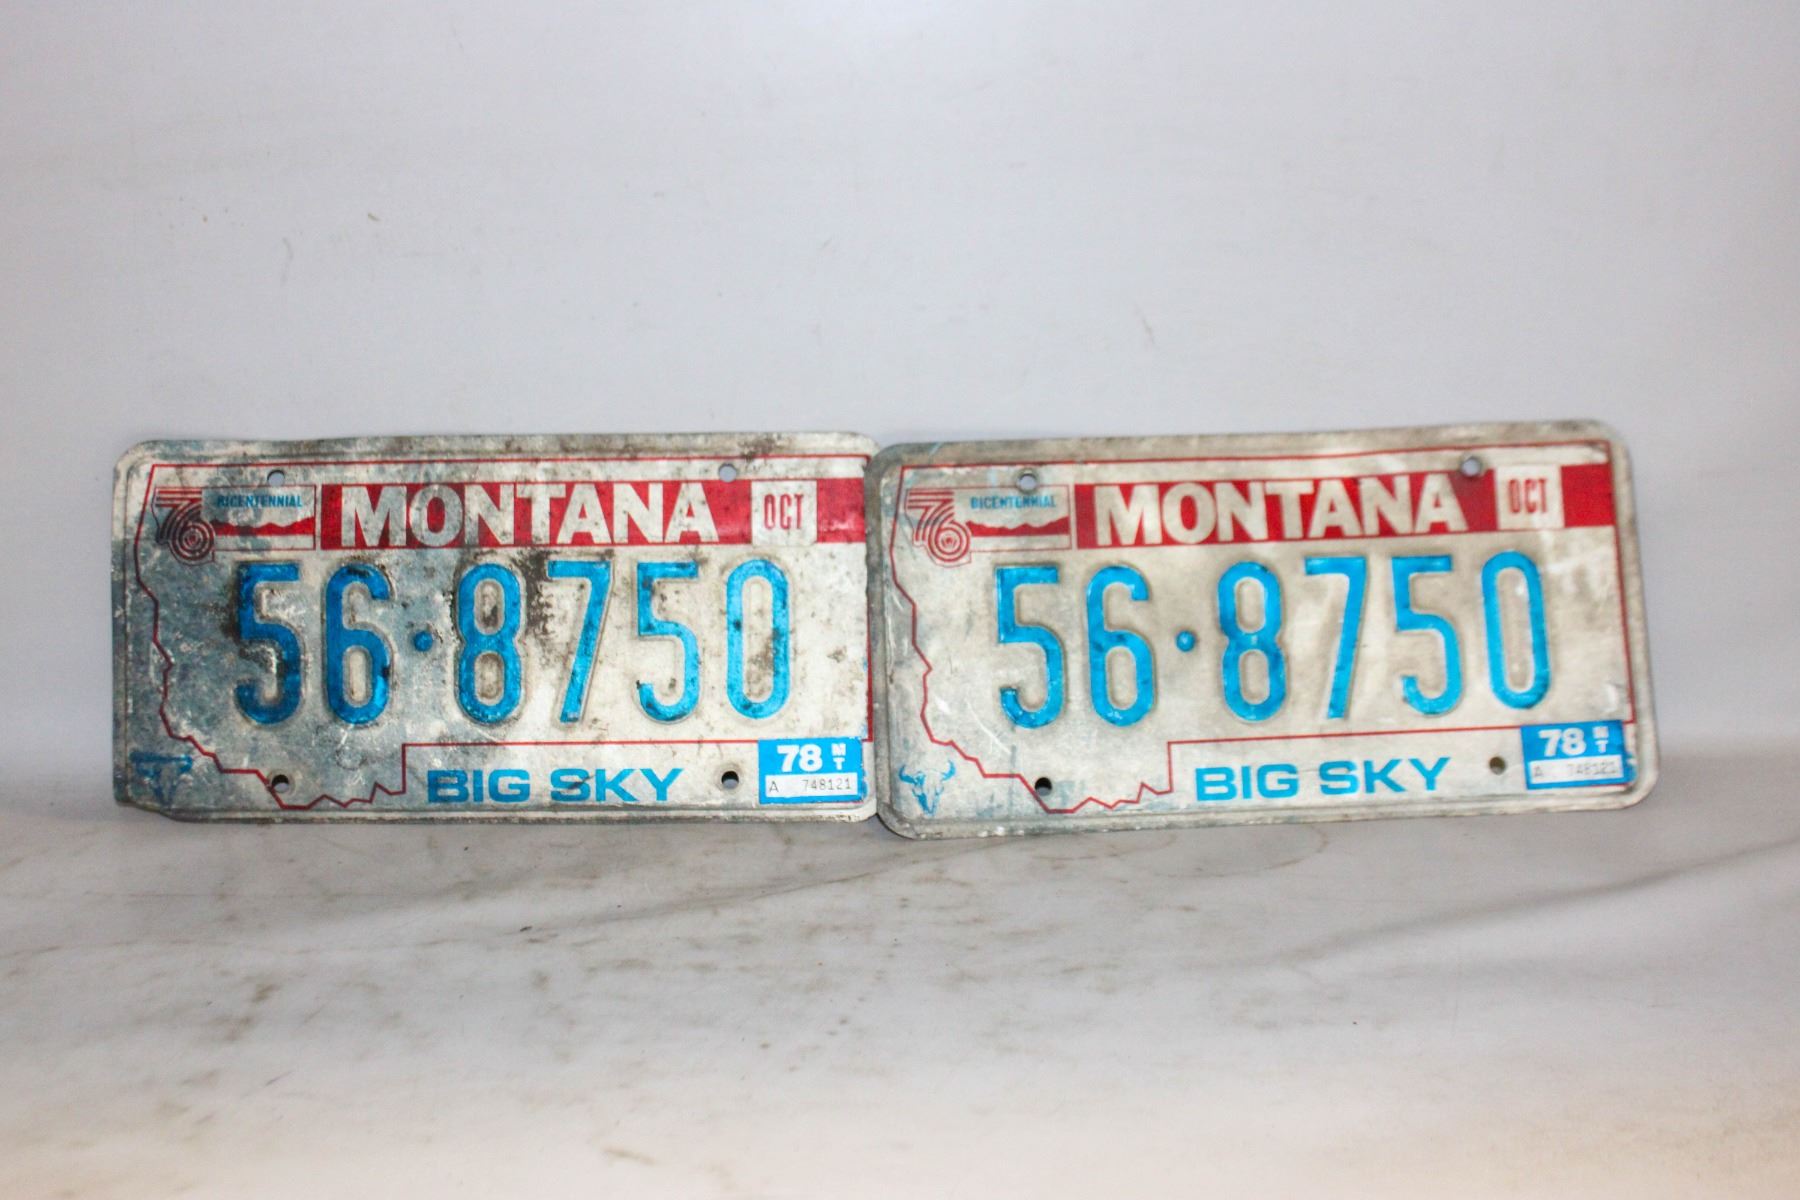 76 BICENTENNIAL MONTANA OCT
56·8750
BIG SKY
78 MT
A 748121
76 BICENTENNIAL MONTANA OCT
56·8750
BIG SKY
78 MT
A 748121